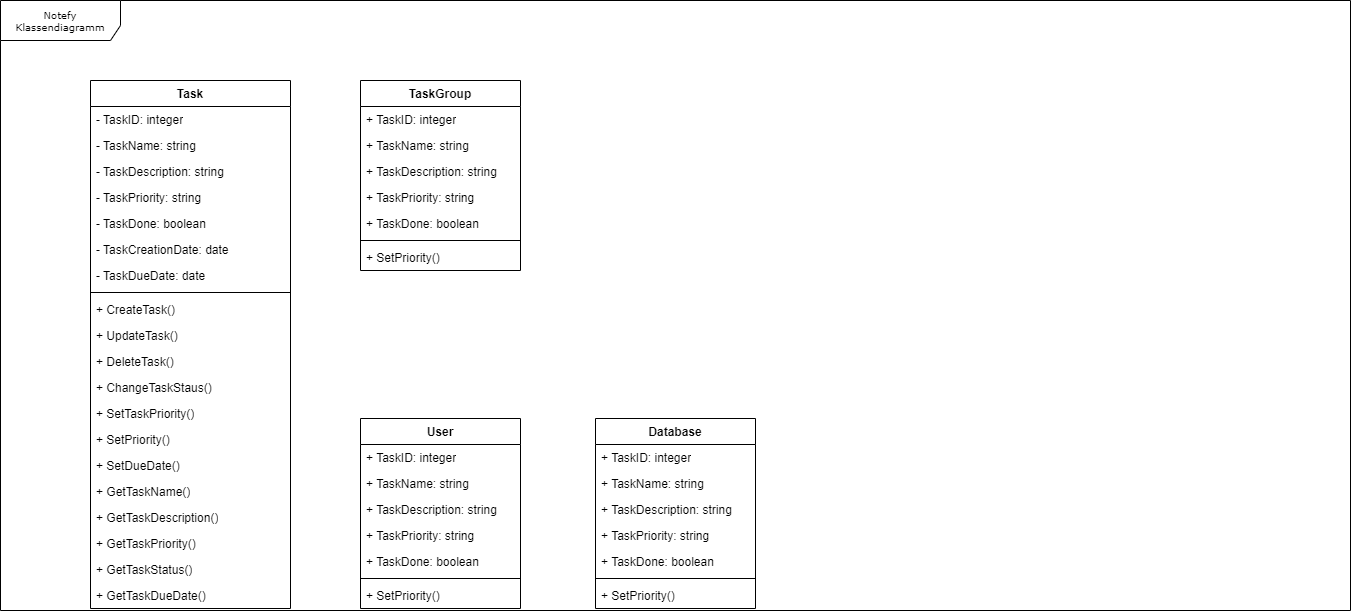 Notefy
Klassendiagramm
Task
- TaskID: integer
- TaskName: string
- TaskDescription: string
- TaskPriority: string
- TaskDone: boolean
- TaskCreationDate: date
- TaskDueDate: date
+ CreateTask()
+ UpdateTask()
+ DeleteTask()
+ ChangeTaskStaus()
+ SetTaskPriority()
+ SetPriority()
+ SetDueDate()
+ GetTaskName()
+ GetTaskDescription()
+ GetTaskPriority()
+ GetTaskStatus()
+ GetTaskDueDate()
TaskGroup
+ TaskID: integer
+ TaskName: string
+ TaskDescription: string
+ TaskPriority: string
+ TaskDone: boolean
+ SetPriority()
User
+ TaskID: integer
+ TaskName: string
+ TaskDescription: string
+ TaskPriority: string
+ TaskDone: boolean
+ SetPriority()
Database
+ TaskID: integer
+ TaskName: string
+ TaskDescription: string
+ TaskPriority: string
+ TaskDone: boolean
+ SetPriority()